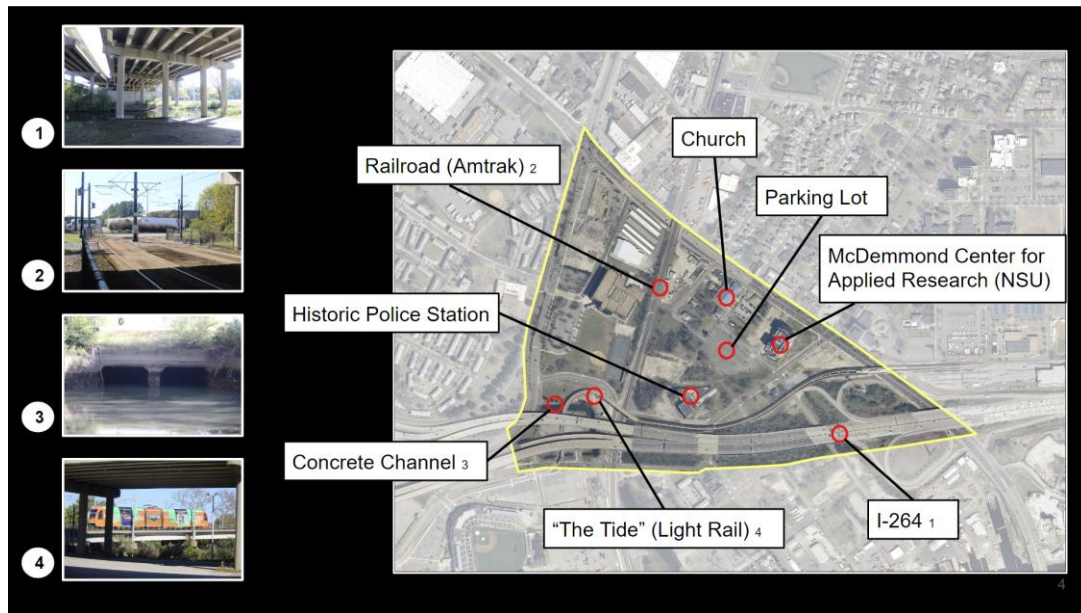 1
2
3
4
Railroad (Amtrak) 2
Church
Parking Lot
McDemmond Center for
Applied Research (NSU)
Historic Police Station
Concrete Channel 3
“The Tide” (Light Rail) 4
I-264 1
4